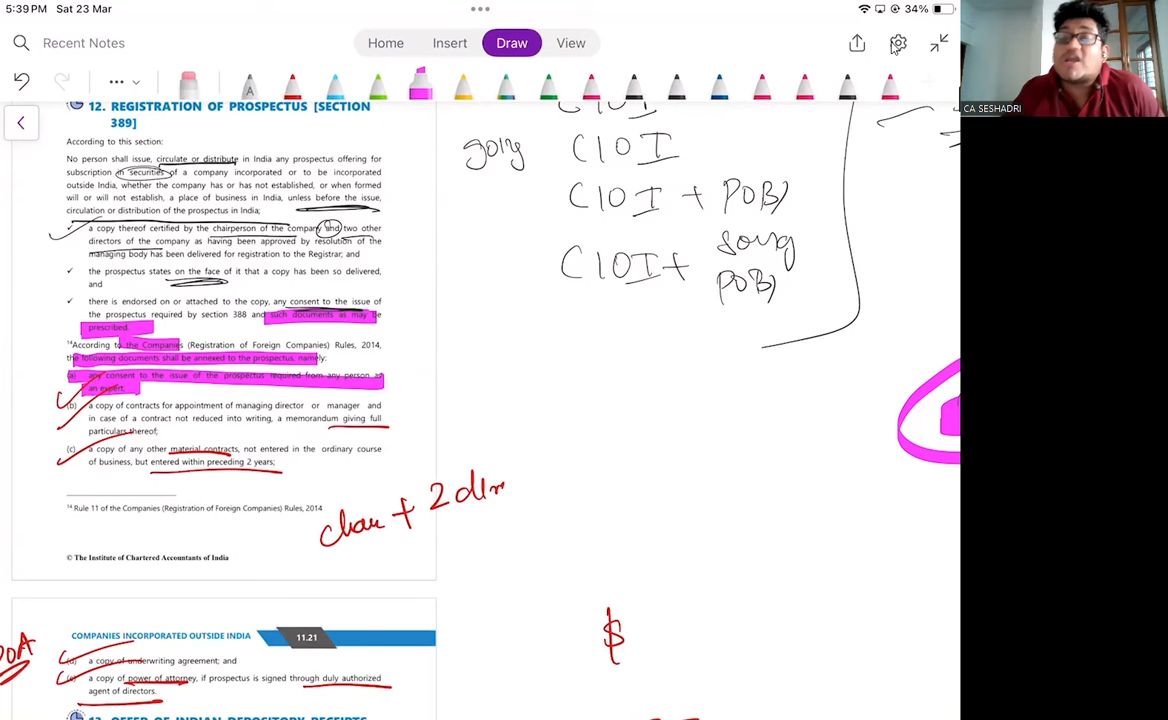 5:39 PM Sat 23 Mar
34%
Recent Notes
Home
Insert
Draw
View
A
CA SESHADRI
12. REGISTRATION OF PROSPECTUS [SECTION
389]
According to this section:
No person shall issue, circulate or distribute in India any prospectus offering for
subscription in securities of a company incorporated or to be incorporated
outside India, whether the company has or has not established, or when formed
will or will not establish, a place of business in India, unless before the issue,
circulation or distribution of the prospectus in India;
✓ a copy thereof certified by the chairperson of the company and two other
directors of the company as having been approved by resolution of the
managing body has been delivered for registration to the Registrar; and
✓ the prospectus states on the face of it that a copy has been so delivered,
and
✓ there is endorsed on or attached to the copy, any consent to the issue of
the prospectus required by section 388 and such documents as may be
prescribed.
14According to the Companies (Registration of Foreign Companies) Rules, 2014,
the following documents shall be annexed to the prospectus, namely:
(a) any consent to the issue of the prospectus required from any person as
an expert;
(b) a copy of contracts for appointment of managing director or manager and
in case of a contract not reduced into writing, a memorandum giving full
particulars thereof;
(c) a copy of any other material contracts, not entered in the ordinary course
of business, but entered within preceding 2 years;
14 Rule 11 of the Companies (Registration of Foreign Companies) Rules, 2014
© The Institute of Chartered Accountants of India
COMPANIES INCORPORATED OUTSIDE INDIA 11.21
(d) a copy of underwriting agreement; and
(e) a copy of power of attorney, if prospectus is signed through duly authorized
agent of directors.
13. OFFER OF INDIAN DEPOSITORY RECEIPTS
CIOI
going CIOI
CIOI + POB)
CIOI + going
POB)
+ 2
$